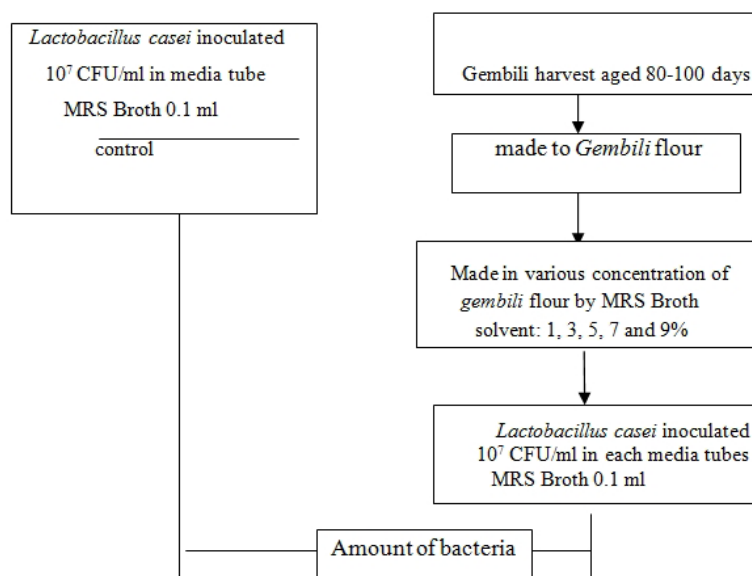 Lactobacillus casei inoculated
10⁷ CFU/ml in media tube
MRS Broth 0.1 ml
control
Gembili harvest aged 80-100 days
made to Gembili flour
Made in various concentration of
gembili flour by MRS Broth
solvent: 1, 3, 5, 7 and 9%
Lactobacillus casei inoculated
10⁷ CFU/ml in each media tubes
MRS Broth 0.1 ml
Amount of bacteria